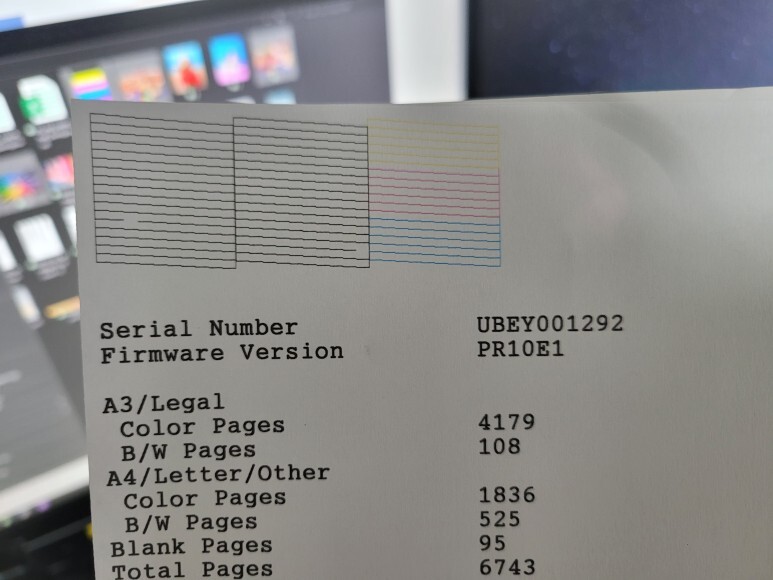 Serial Number UBEY001292
Firmware Version PR10E1
A3/Legal
Color Pages 4179
B/W Pages 108
A4/Letter/Other
Color Pages 1836
B/W Pages 525
Blank Pages 95
Total Pages 6743